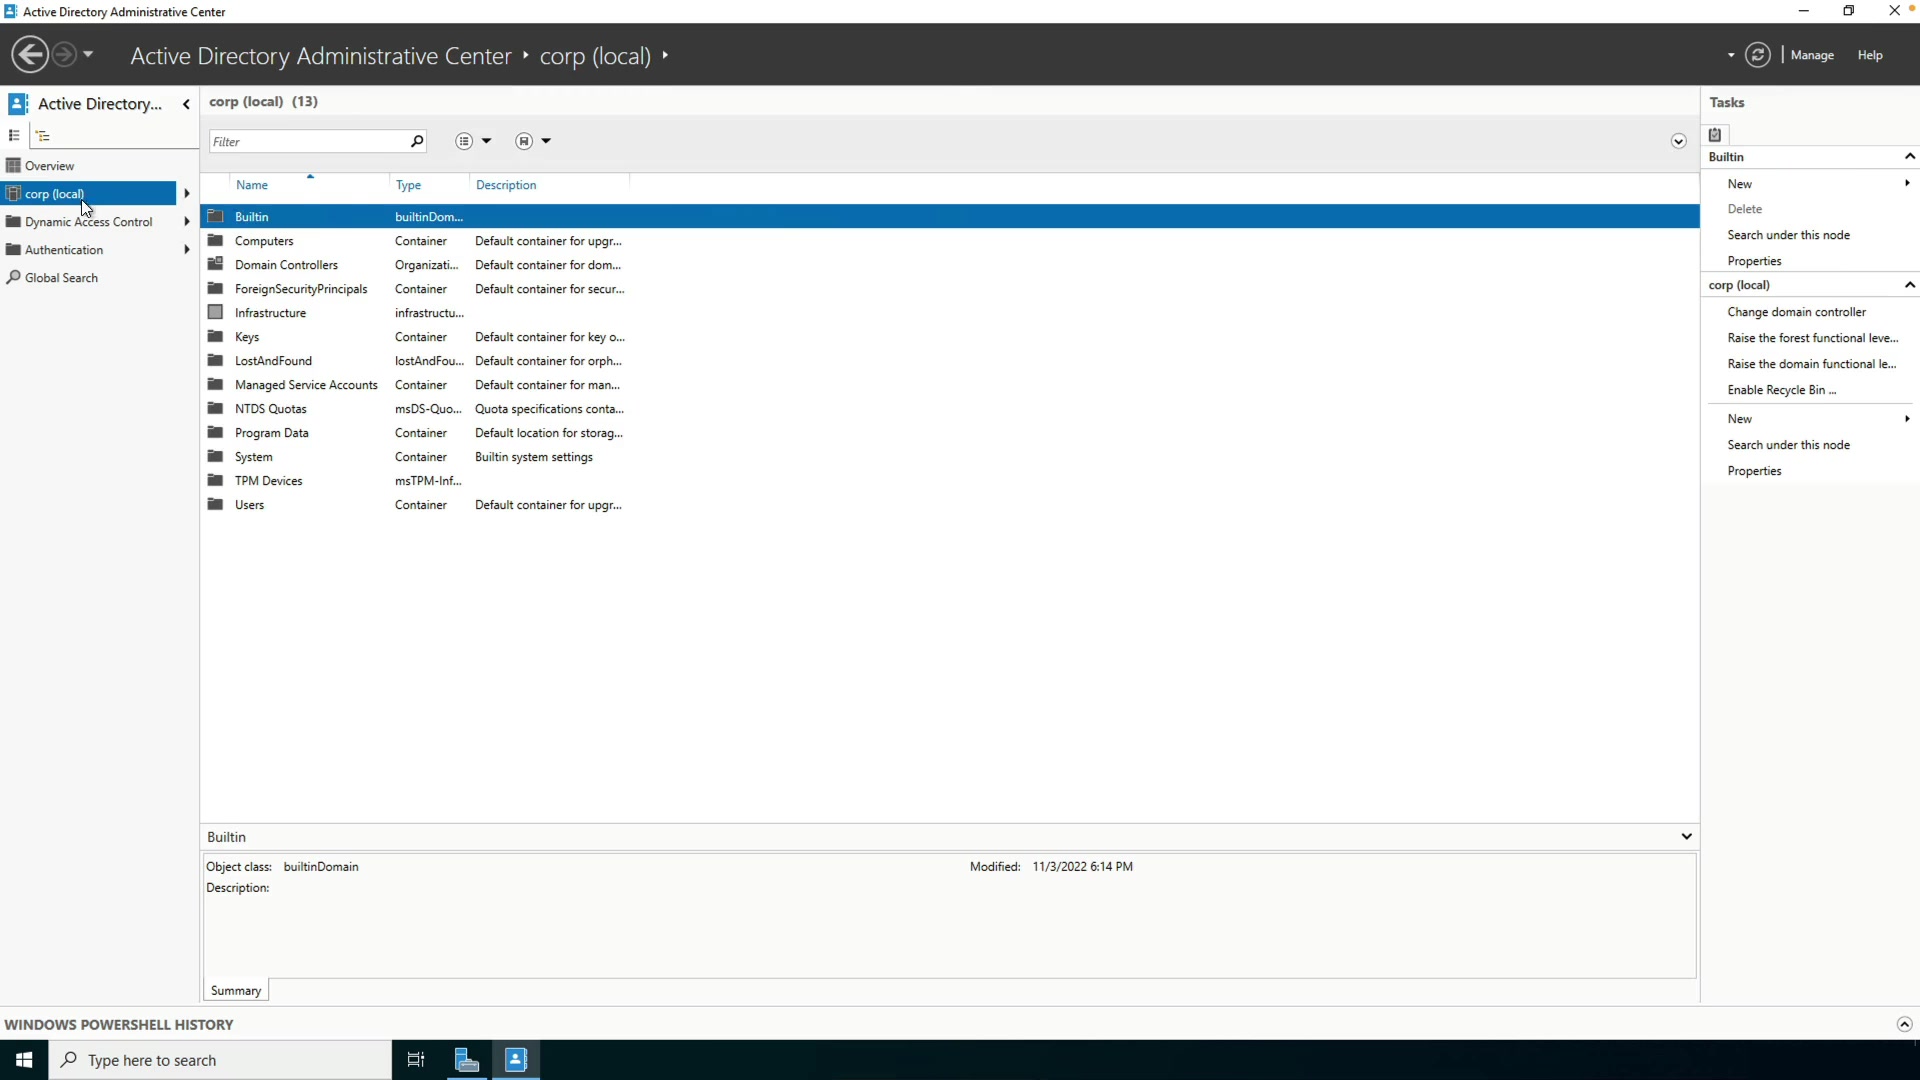 Active Directory Administrative Center
Active Directory Administrative Center ‣ corp (local) ‣
Manage
Help
Active Directory...
Overview
corp (local)
Dynamic Access Control
Authentication
Global Search
corp (local) (13)
Filter
Name Type Description
Builtin builtinDom...
Computers Container Default container for upgr...
Domain Controllers Organizati... Default container for dom...
ForeignSecurityPrincipals Container Default container for secur...
Infrastructure infrastructu...
Keys Container Default container for key o...
LostAndFound lostAndFou... Default container for orph...
Managed Service Accounts Container Default container for man...
NTDS Quotas msDS-Quo... Quota specifications conta...
Program Data Container Default location for storag...
System Container Builtin system settings
TPM Devices msTPM-Inf...
Users Container Default container for upgr...
Builtin
Object class: builtinDomain Modified: 11/3/2022 6:14 PM
Description:
Summary
Tasks
Builtin
New
Delete
Search under this node
Properties
corp (local)
Change domain controller
Raise the forest functional leve...
Raise the domain functional le...
Enable Recycle Bin ...
New
Search under this node
Properties
WINDOWS POWERSHELL HISTORY
Type here to search